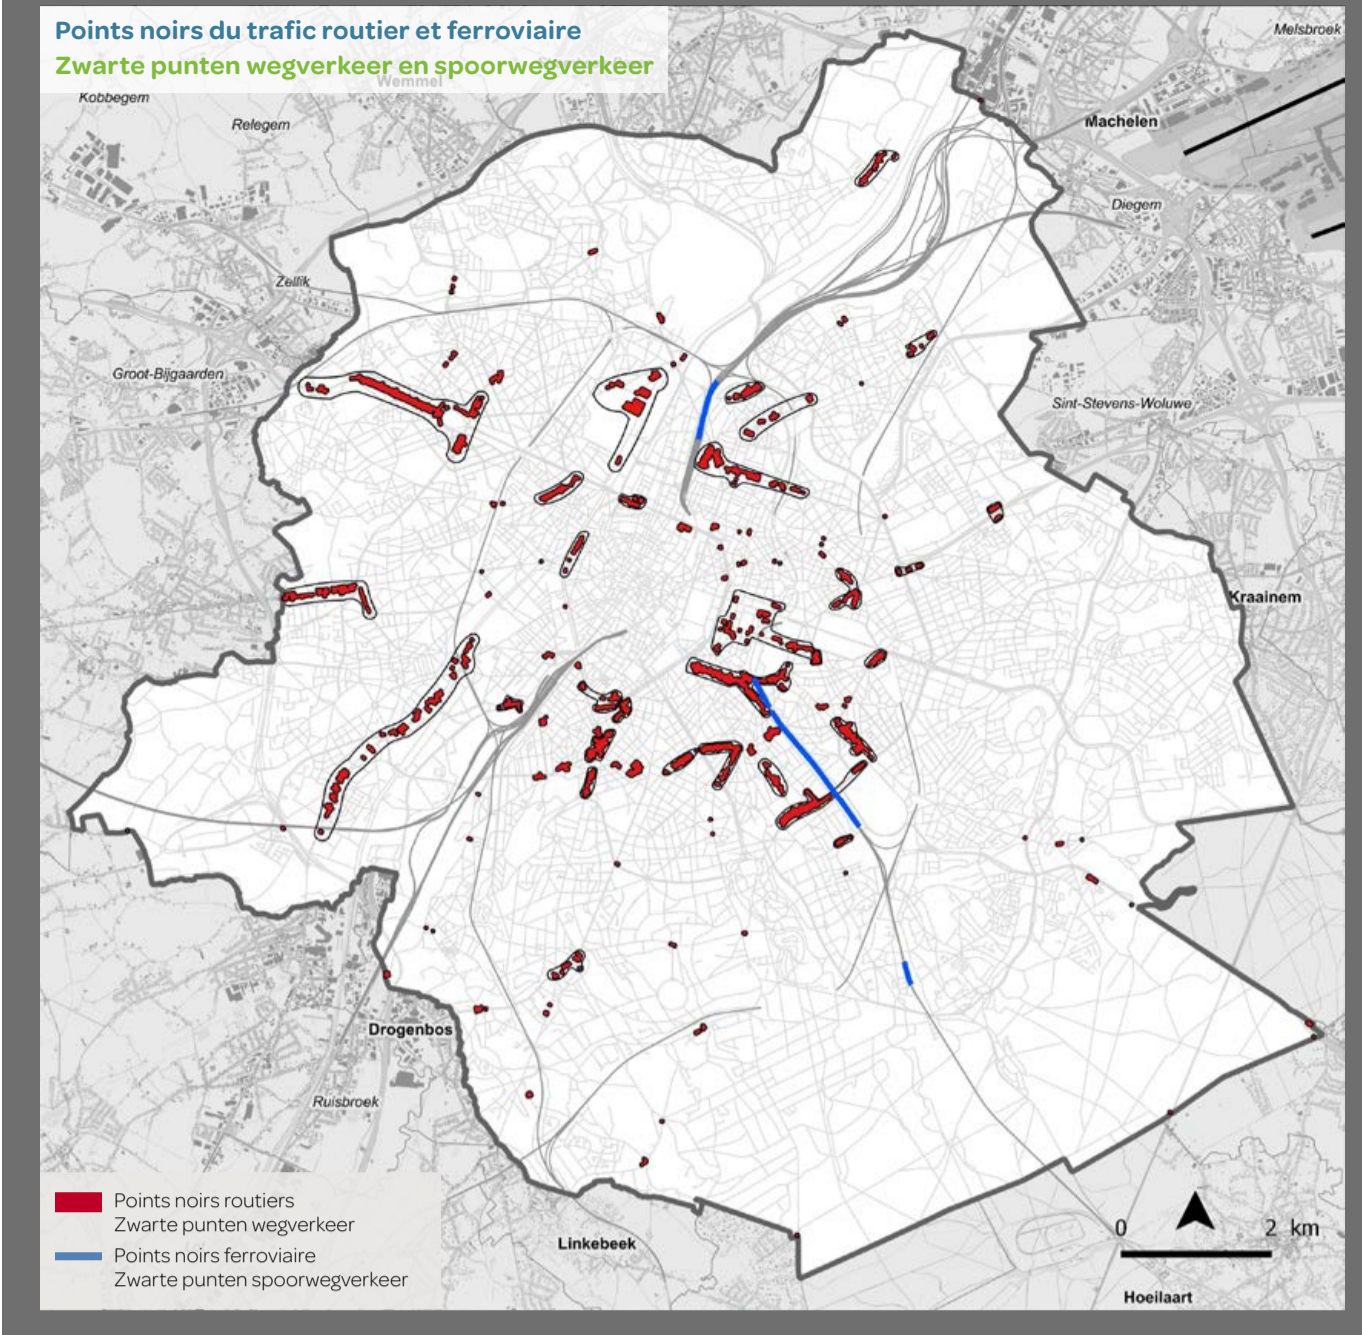 Points noirs du trafic routier et ferroviaire
Zwarte punten wegverkeer en spoorwegverkeer
Melsbroek
Wemmel
Kobbegem
Relegem
Machelen
Diegem
Zellik
Groot-Bijgaarden
Sint-Stevens-Woluwe
Kraainem
Drogenbos
Ruisbroek
Points noirs routiers
Zwarte punten wegverkeer
Points noirs ferroviaire
Zwarte punten spoorwegverkeer
Linkebeek
0 2 km
Hoeilaart